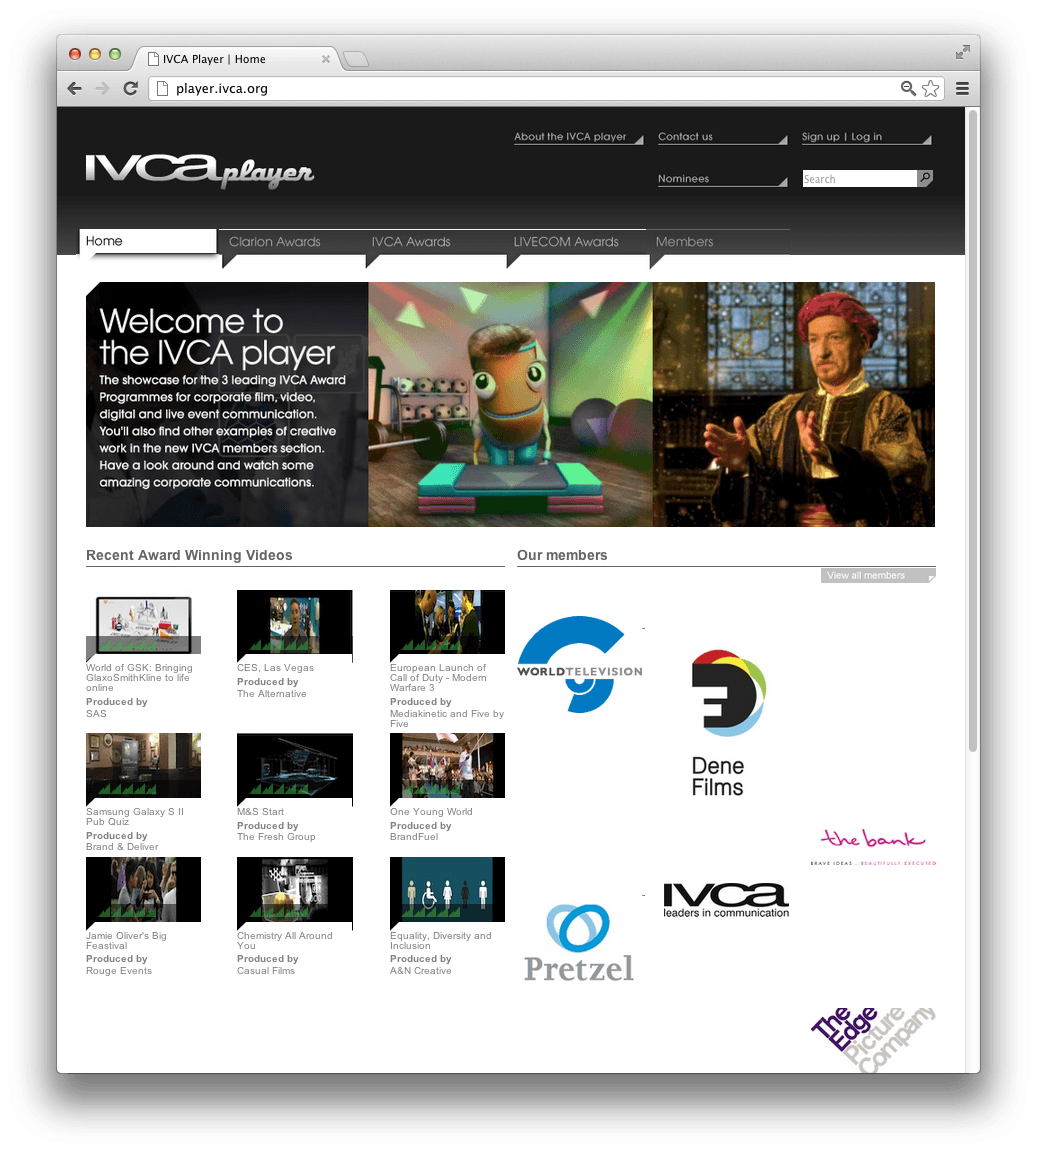 IVCA Player | Home
player.ivca.org
About the IVCA player
Contact us
Sign up | Log in
IVCA player
Nominees
Search
Home
Clarion Awards
IVCA Awards
LIVECOM Awards
Members
Welcome to
the IVCA player
The showcase for the 3 leading IVCA Award
Programmes for corporate film, video,
digital and live event communication.
You'll also find other examples of creative
work in the new IVCA members section.
Have a look around and watch some
amazing corporate communications.
Recent Award Winning Videos
World of GSK: Bringing
GlaxoSmithKline to life
online
Produced by
SAS
CES, Las Vegas
Produced by
The Alternative
European Launch of
Call of Duty - Modern
Warfare 3
Produced by
Mediakinetic and Five by
Five
Samsung Galaxy S II
Pub Quiz
Produced by
Brand & Deliver
M&S Start
Produced by
The Fresh Group
One Young World
Produced by
BrandFuel
Jamie Oliver's Big
Feastival
Produced by
Rouge Events
Chemistry All Around
You
Produced by
Casual Films
Equality, Diversity and
Inclusion
Produced by
A&N Creative
Our members
View all members
WORLDTELEVISION
Dene
Films
the bank
BRAVE IDEAS . BEAUTIFULLY EXECUTED
IVCA
leaders in communication
Pretzel
The
Edge
Picture
Company